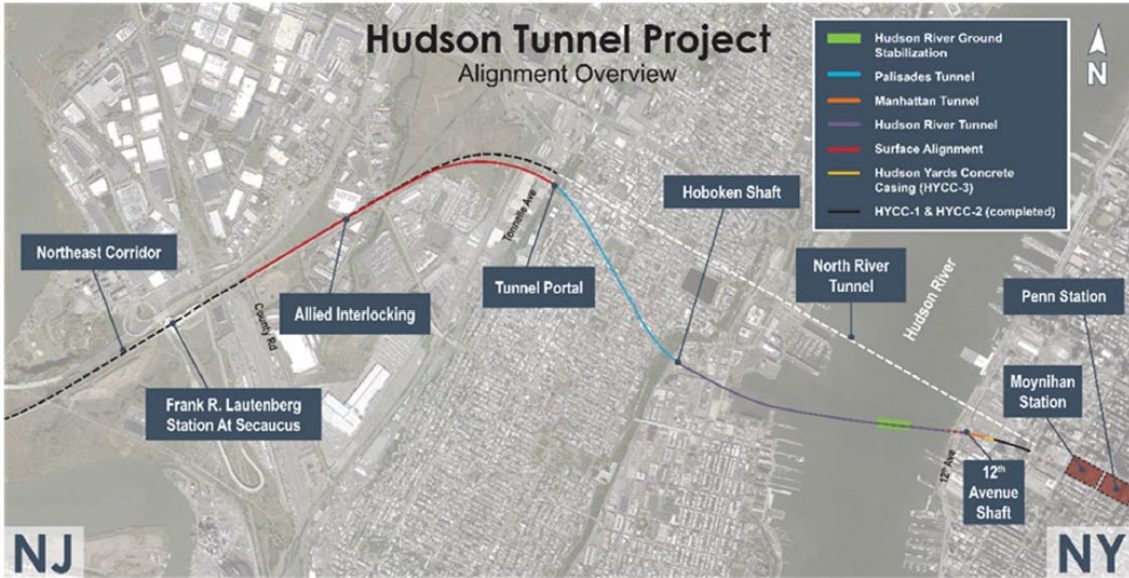 Hudson Tunnel Project
Alignment Overview
Hudson River Ground
Stabilization
Palisades Tunnel
Manhattan Tunnel
Hudson River Tunnel
Surface Alignment
Hudson Yards Concrete
Casing (HYCC-3)
HYCC-1 & HYCC-2 (completed)
N
Northeast Corridor
Allied Interlocking
Frank R. Lautenberg
Station At Secaucus
County Rd
Tonnelle Ave
Tunnel Portal
Hoboken Shaft
North River
Tunnel
Hudson River
Penn Station
Moynihan
Station
12th Ave
12th
Avenue
Shaft
NJ
NY